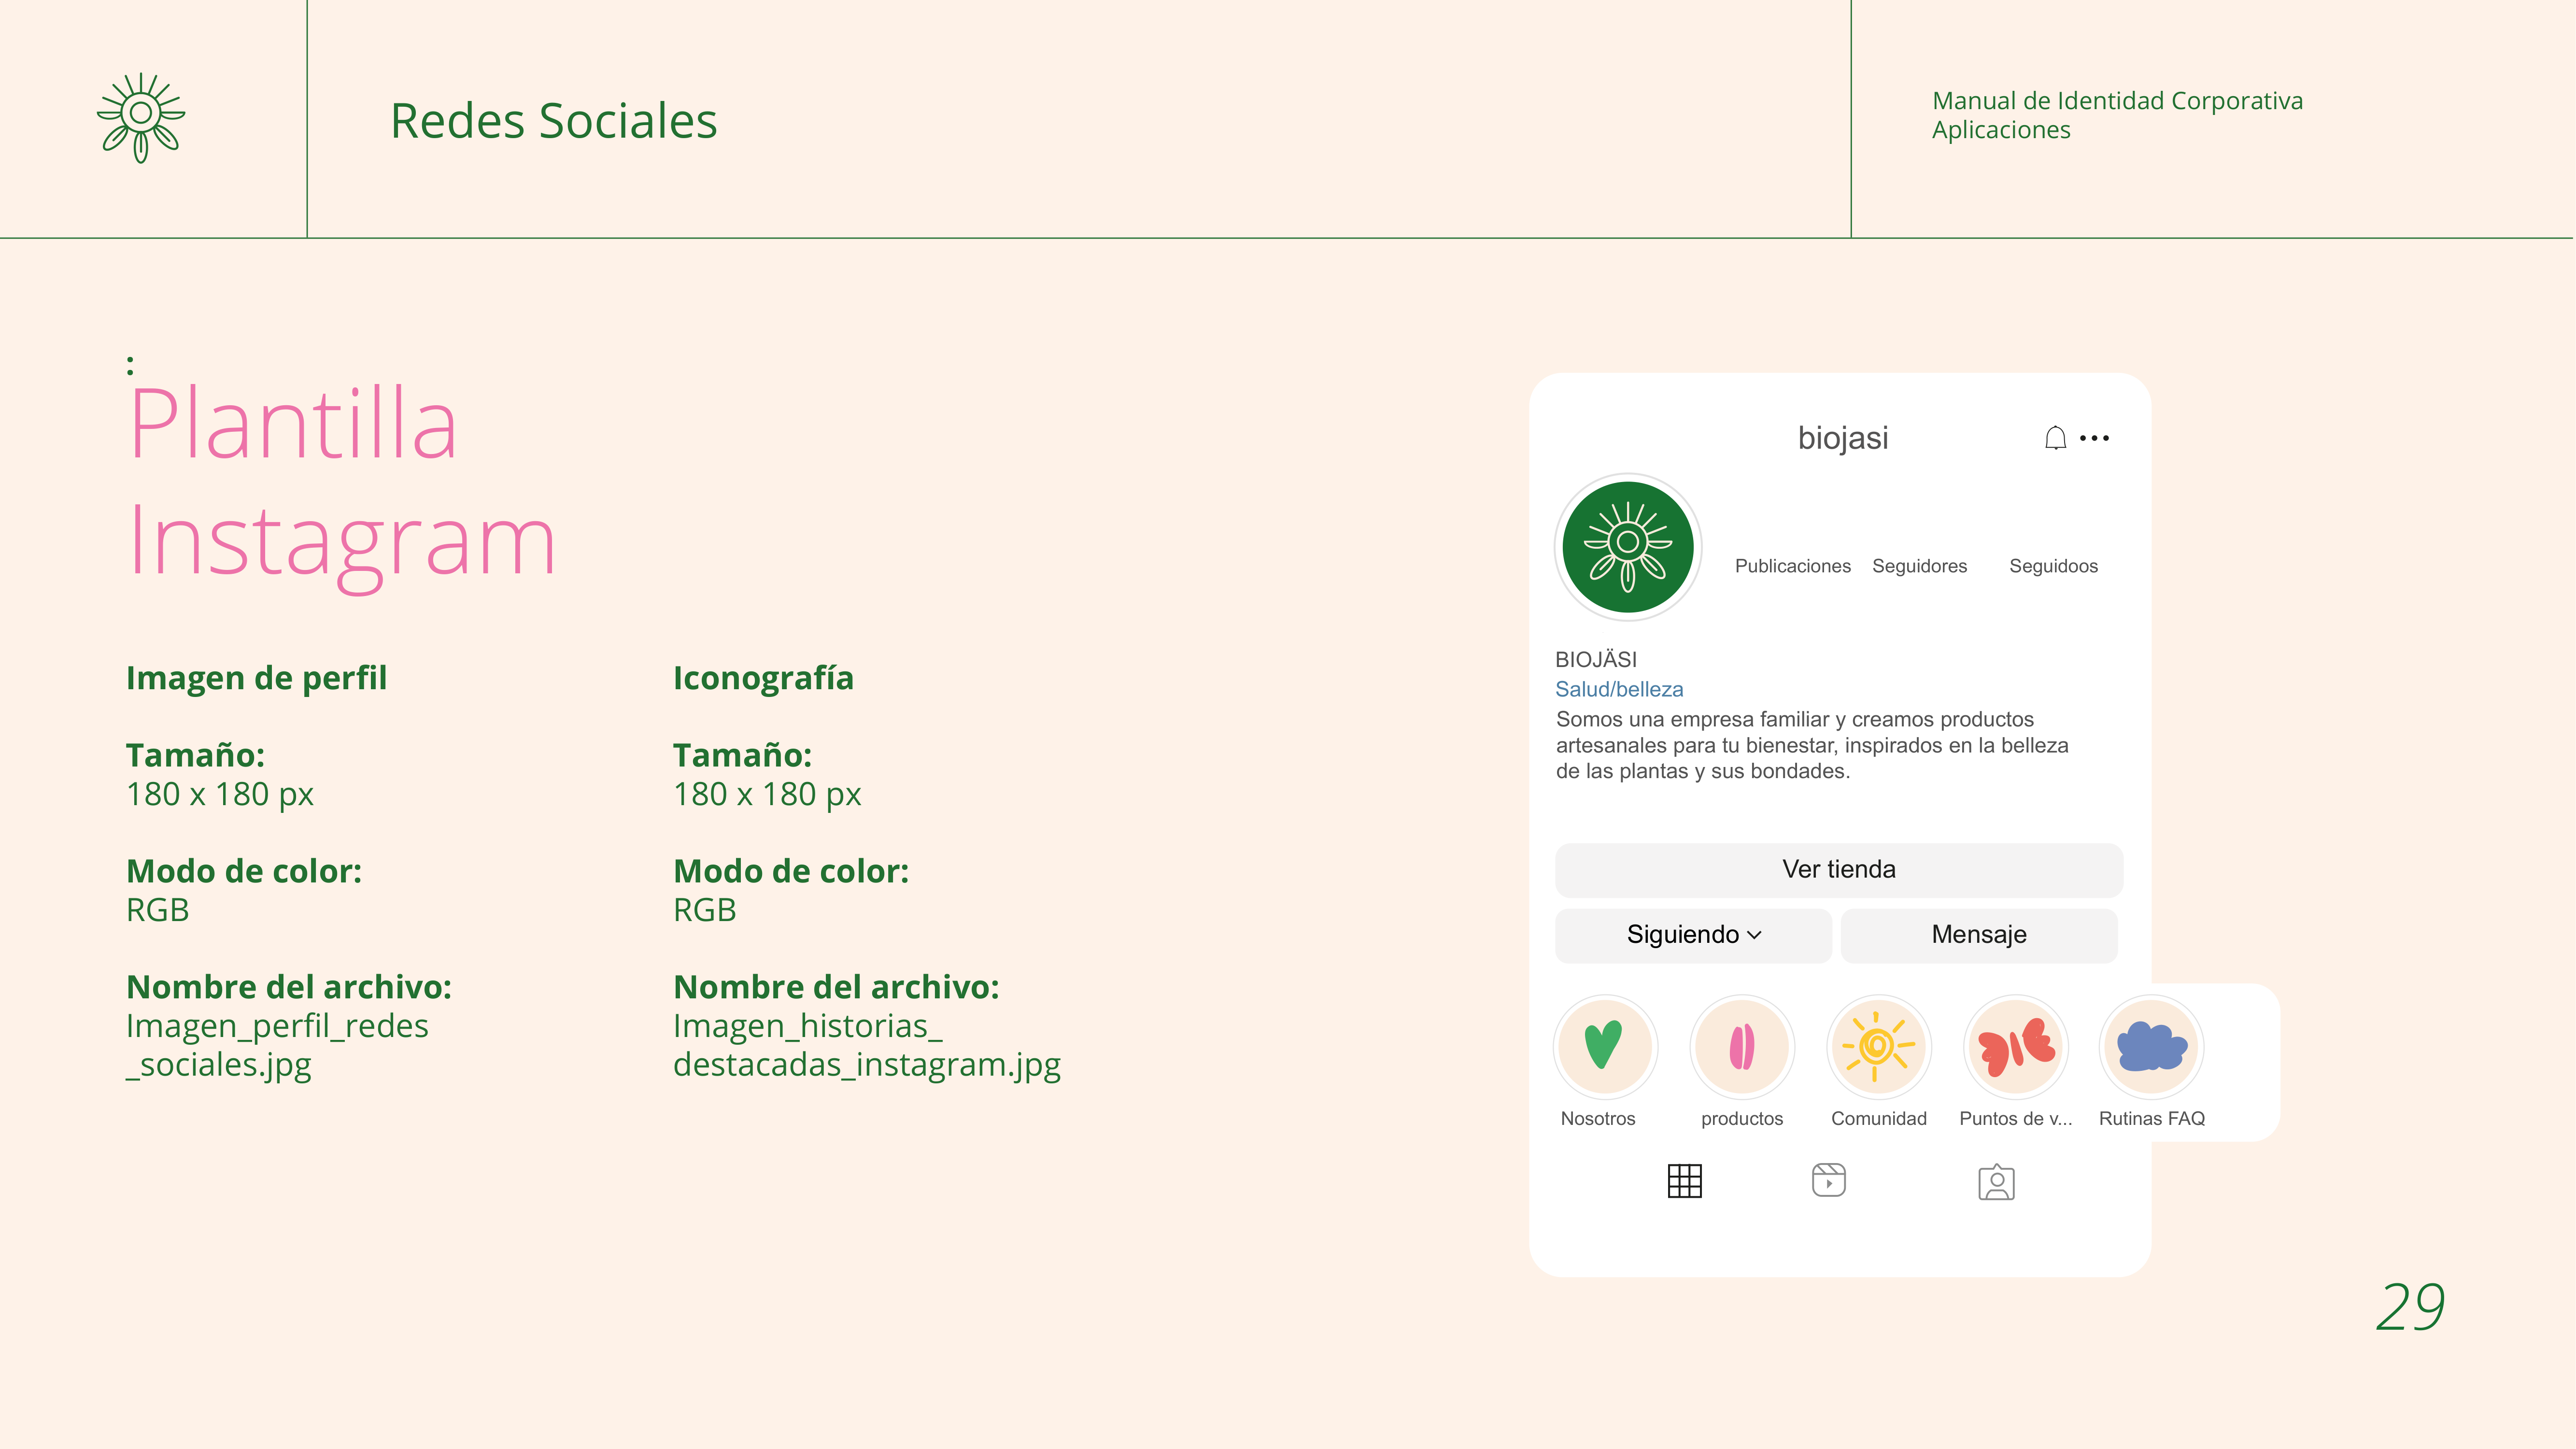 Redes Sociales
Manual de Identidad Corporativa
Aplicaciones
:
Plantilla
Instagram
Imagen de perfil
Tamaño:
180 x 180 px
Modo de color:
RGB
Nombre del archivo:
Imagen_perfil_redes
_sociales.jpg
Iconografía
Tamaño:
180 x 180 px
Modo de color:
RGB
Nombre del archivo:
Imagen_historias_
destacadas_instagram.jpg
biojasi
Publicaciones Seguidores Seguidoos
BIOJÄSI
Salud/belleza
Somos una empresa familiar y creamos productos
artesanales para tu bienestar, inspirados en la belleza
de las plantas y sus bondades.
Ver tienda
Siguiendo Mensaje
Nosotros productos Comunidad Puntos de v... Rutinas FAQ
29